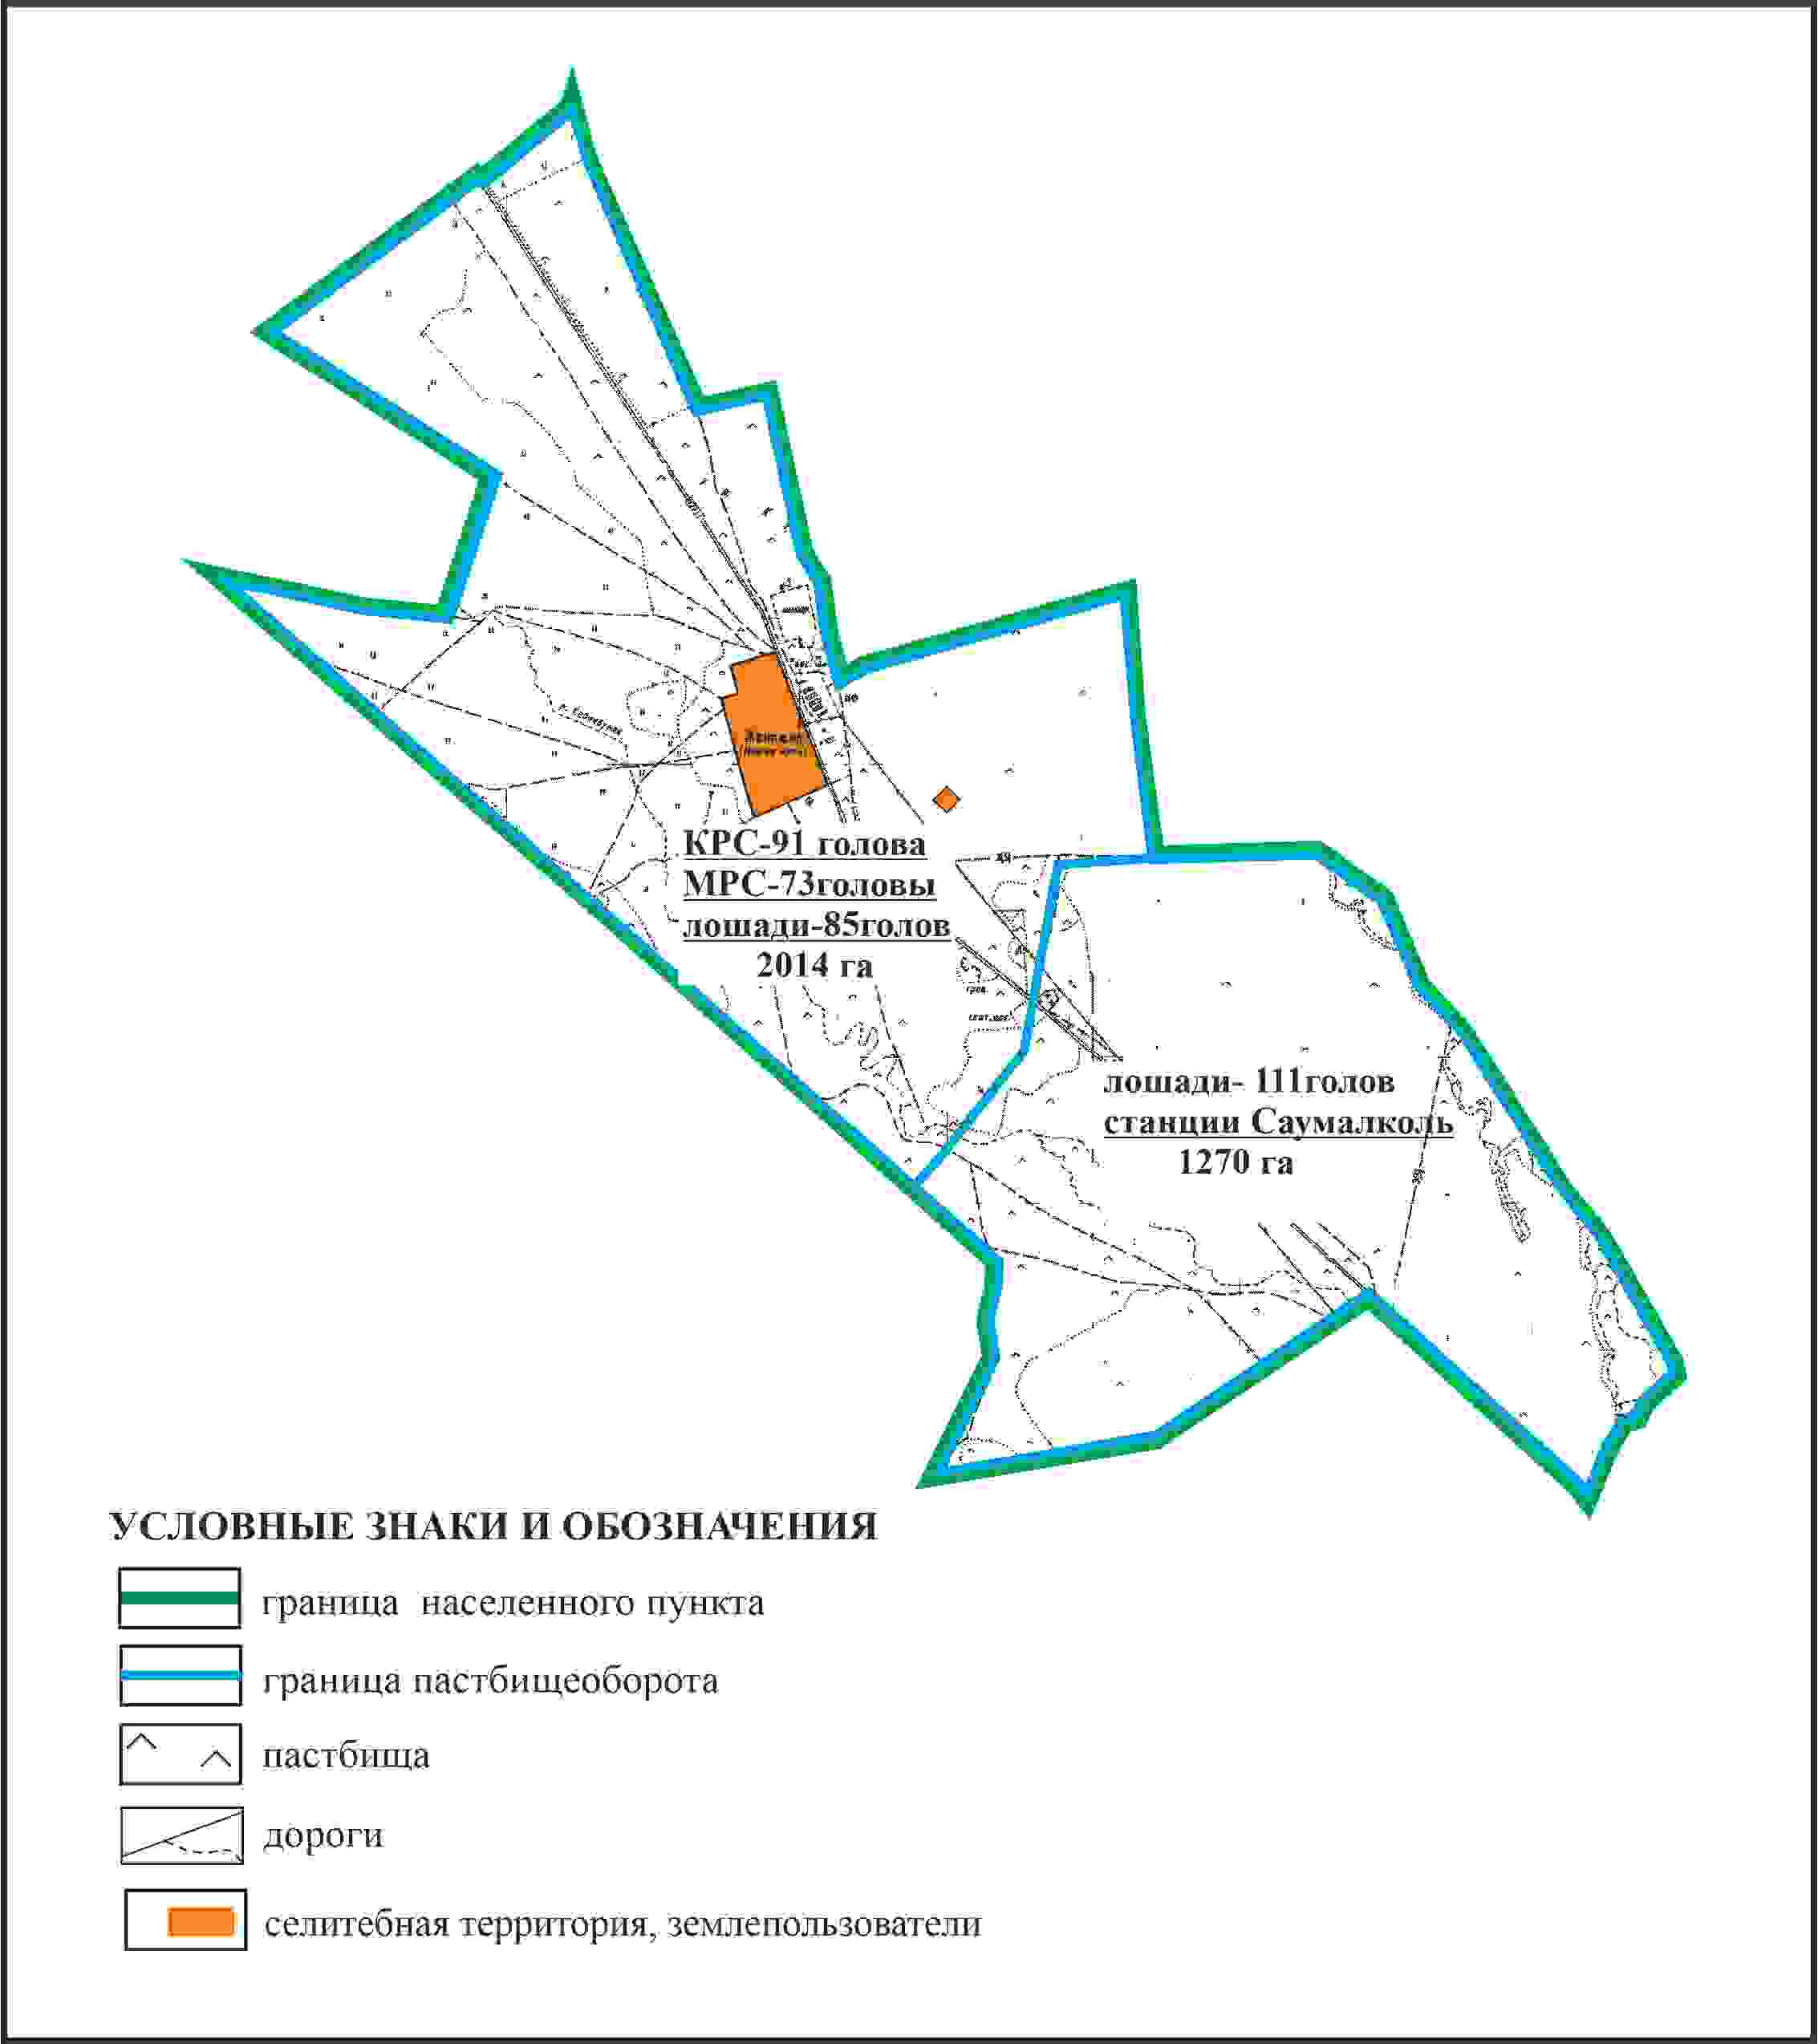 КРС-91 голова
МРС-73головы
лошади-85голов
2014 га
лошади- 111голов
станции Саумалколь
1270 га
УСЛОВНЫЕ ЗНАКИ И ОБОЗНАЧЕНИЯ
граница населенного пункта
граница пастбищеоборота
пастбища
дороги
селитебная территория, землепользователи